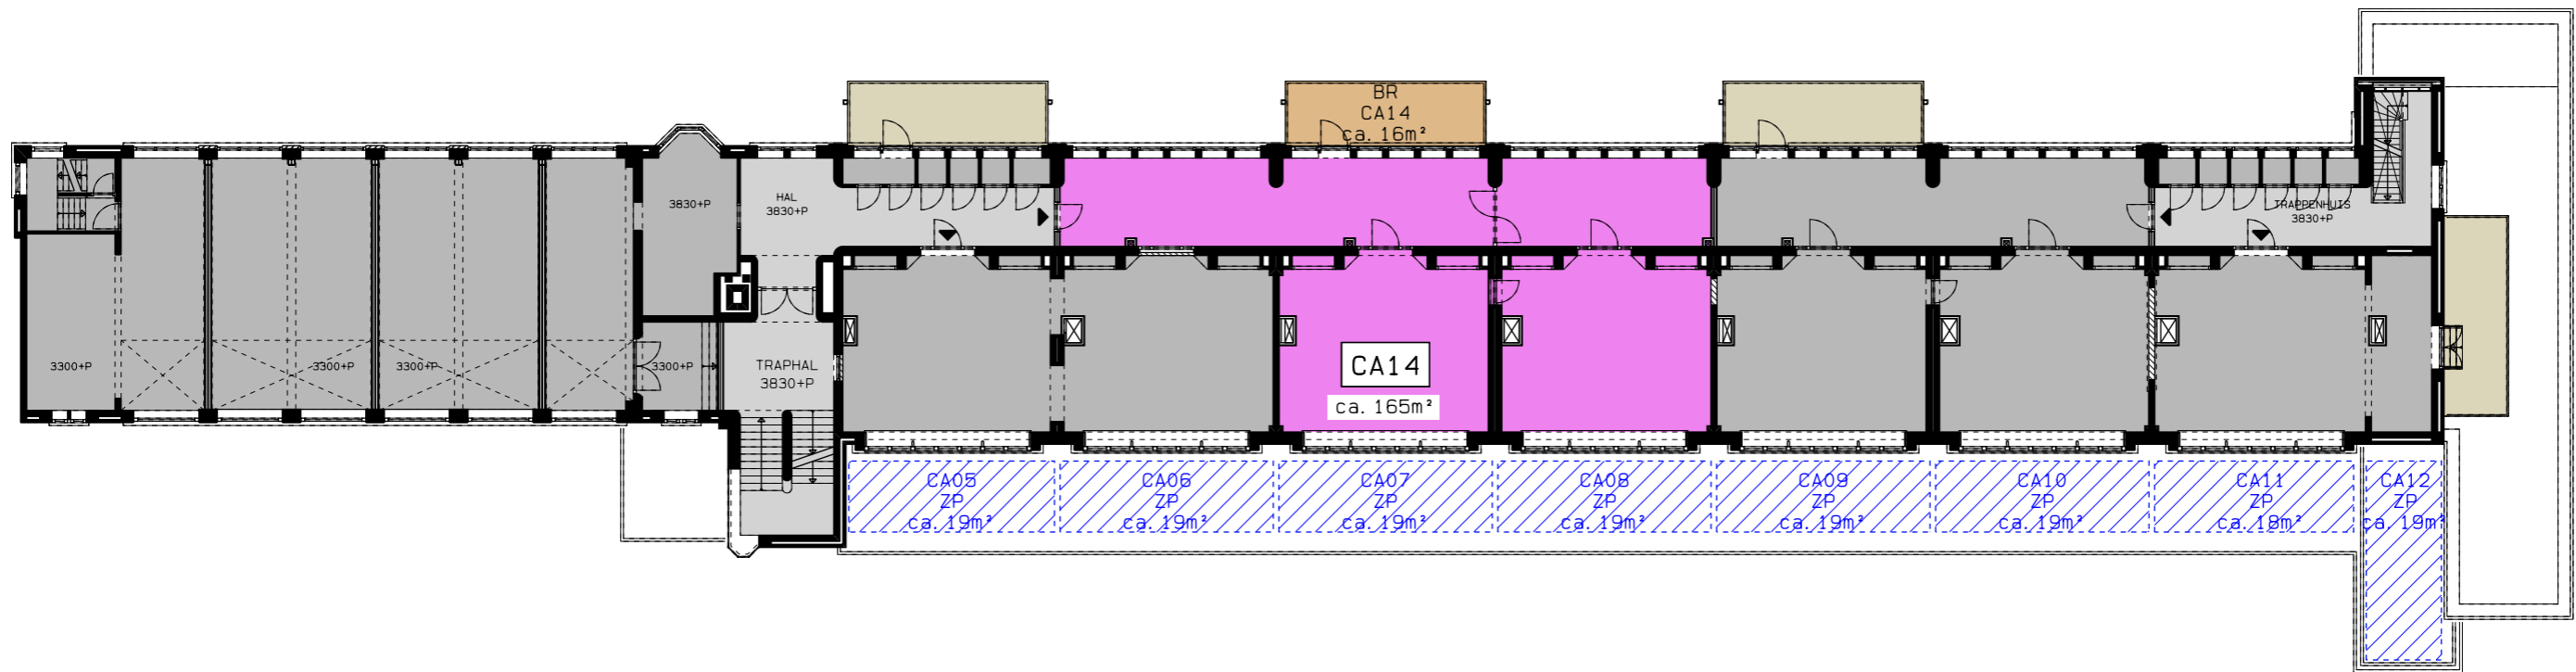 BR
CA14
ca. 16m²
3830+P
HAL
3830+P
TRAPPENHUIS
3830+P
3300+P
3300+P
3300+P
3300+P
TRAPHAL
3830+P
CA14
ca. 165m²
CA05
ZP
ca. 19m²
CA06
ZP
ca. 19m²
CA07
ZP
ca. 19m²
CA08
ZP
ca. 19m²
CA09
ZP
ca. 19m²
CA10
ZP
ca. 19m²
CA11
ZP
ca. 18m²
CA12
ZP
ca. 19m²